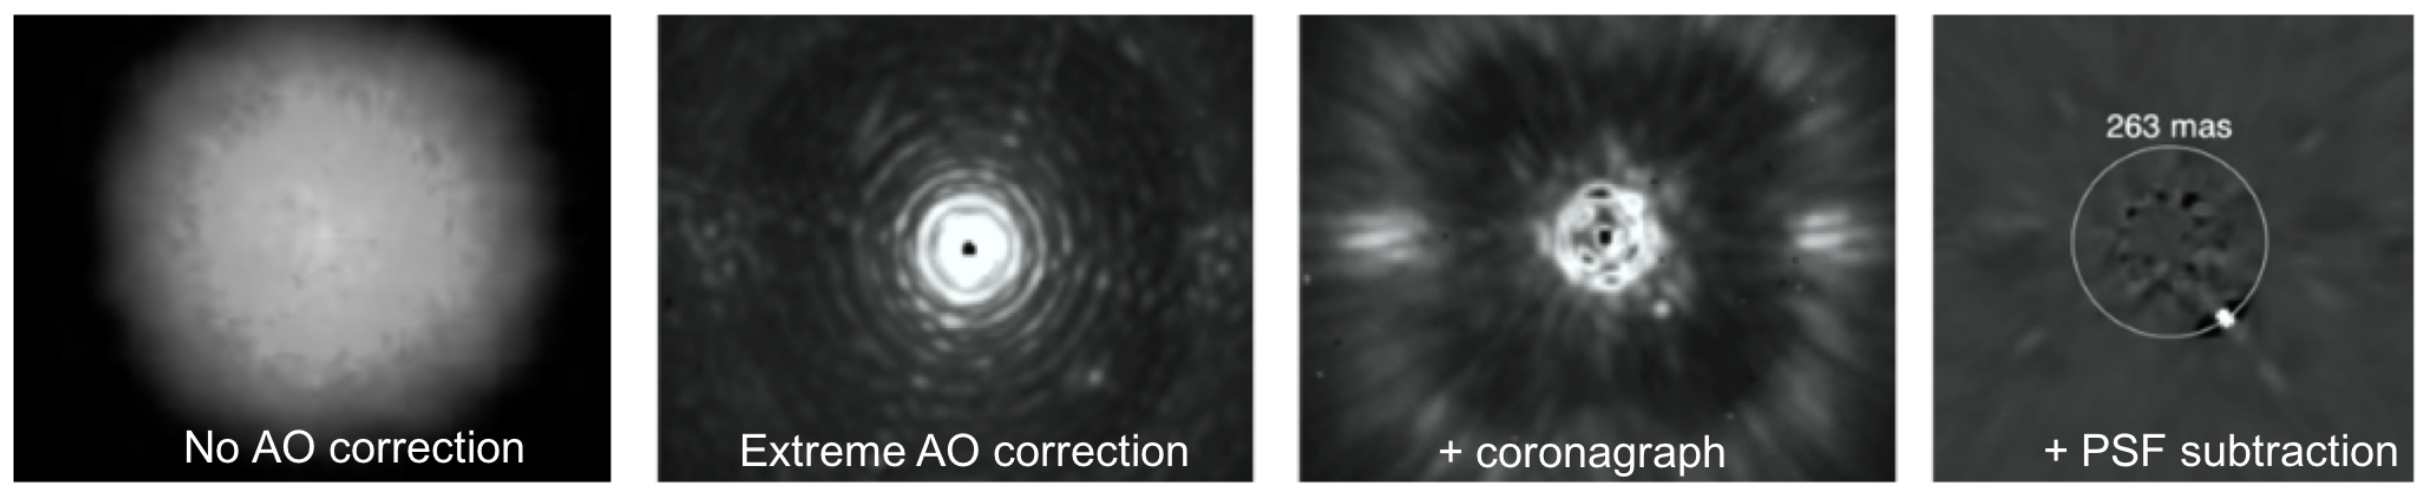 No AO correction
Extreme AO correction
+ coronagraph
263 mas
+ PSF subtraction